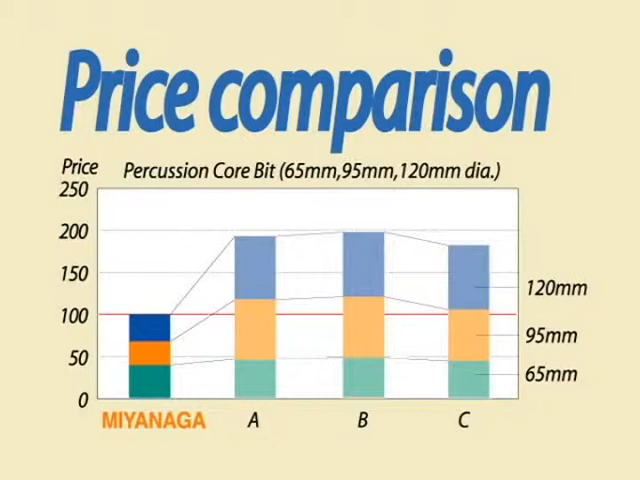 Price comparison
Price
Percussion Core Bit (65mm,95mm,120mm dia.)
250
200
150
120mm
100
95mm
50
65mm
0
MIYANAGA A B C